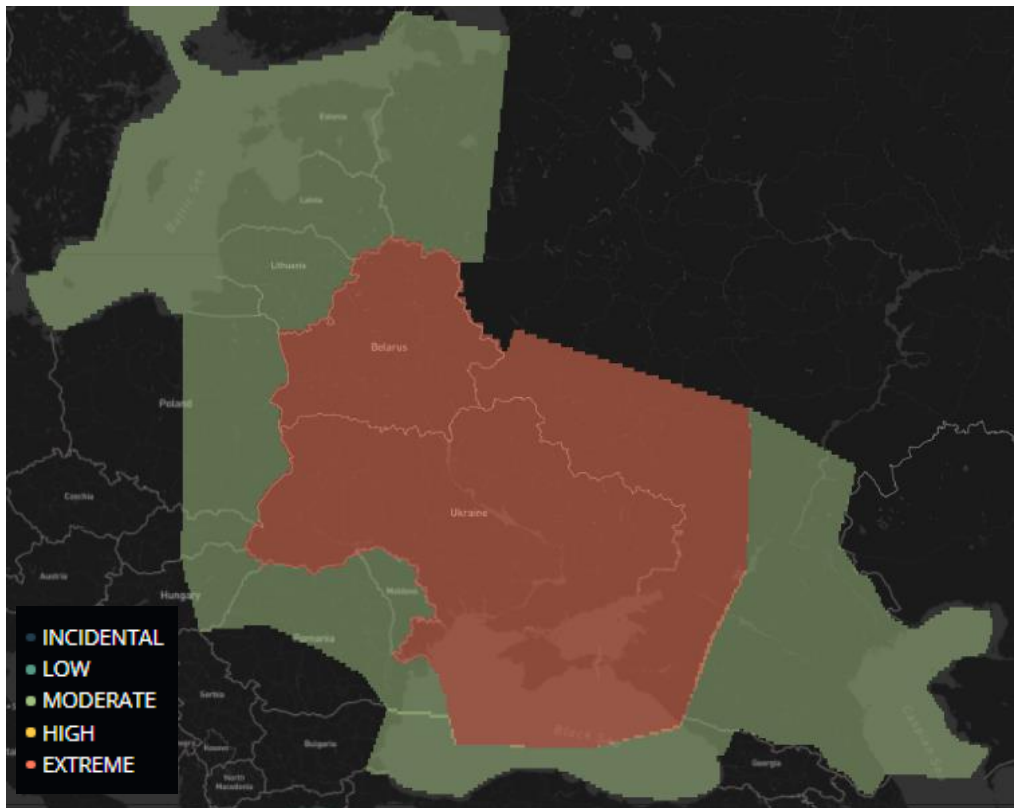 Estonia
Baltic Sea
Latvia
Lithuania
Belarus
Poland
Czechia
Ukraine
Austria
Hungary
Moldova
Romania
Serbia
Black Sea
Caspian Sea
Kosovo
Bulgaria
Georgia
North
Macedonia
INCIDENTAL
LOW
MODERATE
HIGH
EXTREME